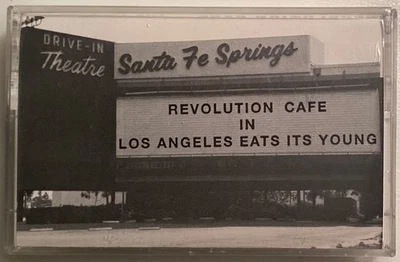 DRIVE-IN
Theatre
Santa Fe Springs
REVOLUTION CAFE
IN
LOS ANGELES EATS ITS YOUNG